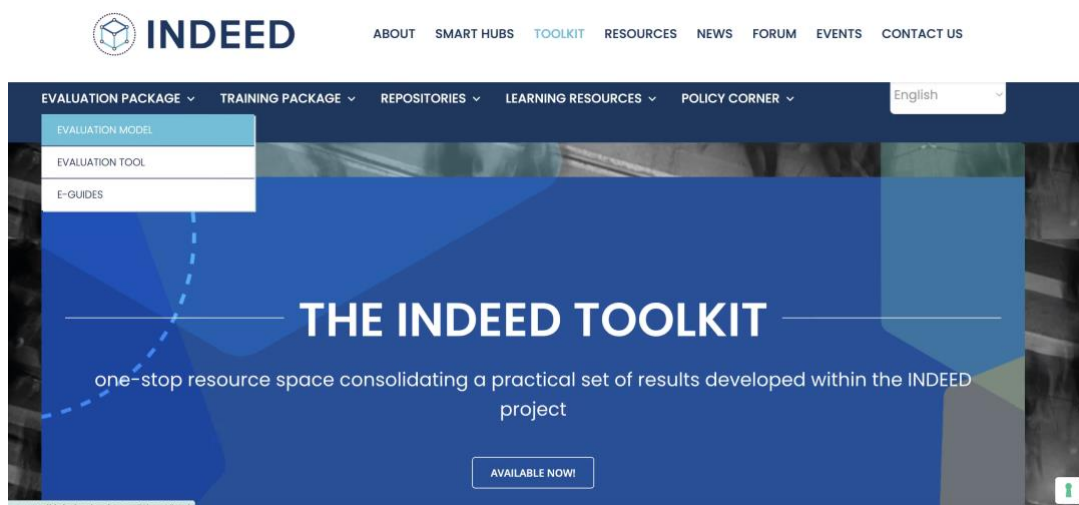 INDEED
ABOUT SMART HUBS TOOLKIT RESOURCES NEWS FORUM EVENTS CONTACT US
EVALUATION PACKAGE TRAINING PACKAGE REPOSITORIES LEARNING RESOURCES POLICY CORNER English
EVALUATION MODEL
EVALUATION TOOL
E-GUIDES
THE INDEED TOOLKIT
one-stop resource space consolidating a practical set of results developed within the INDEED
project
AVAILABLE NOW!